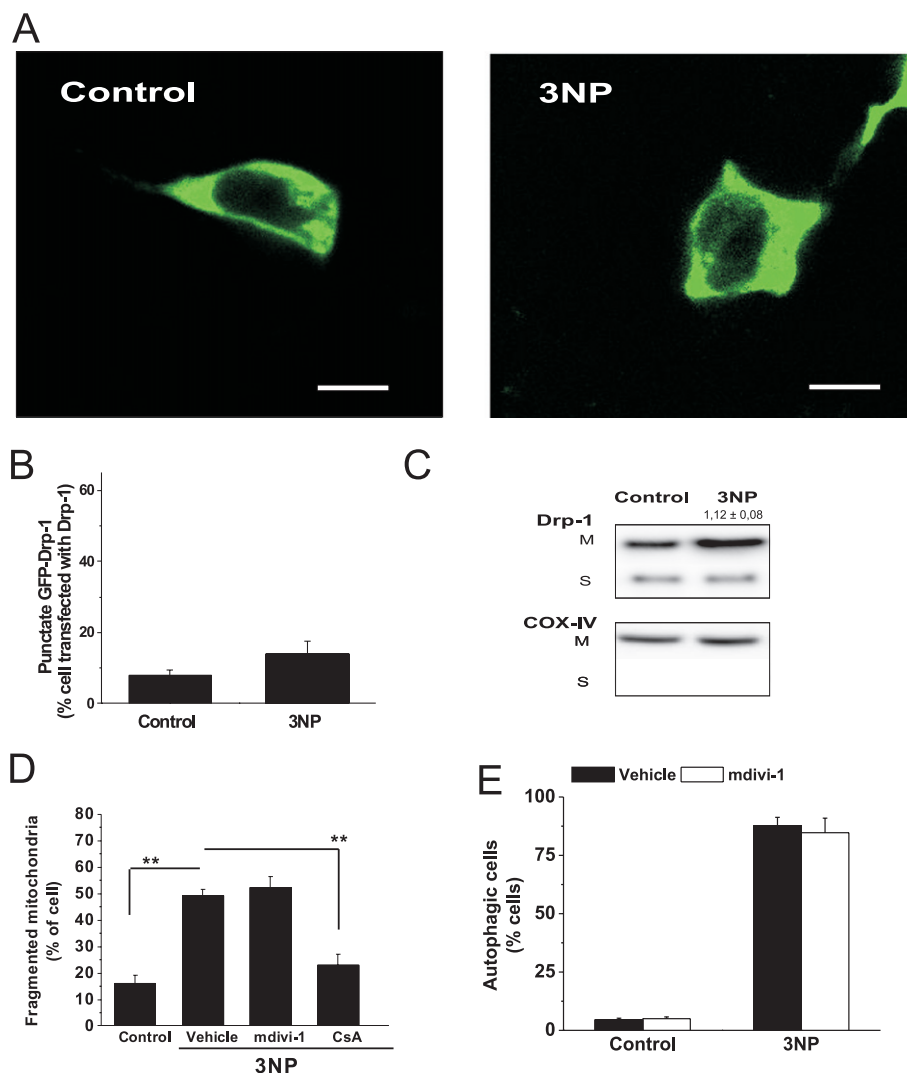 A
Control
3NP
B
Punctate GFP-Drp-1
(% cell transfected with Drp-1)
60
40
20
0
Control
3NP
C
Control
3NP
1,12 ± 0,08
Drp-1
M
S
COX-IV
M
S
D
Fragmented mitochondria
(% of cell)
80
70
60
50
40
30
20
10
0
**
**
Control
Vehicle
mdivi-1
CsA
3NP
E
Vehicle
mdivi-1
Autophagic cells
(% cells)
100
75
50
25
0
Control
3NP